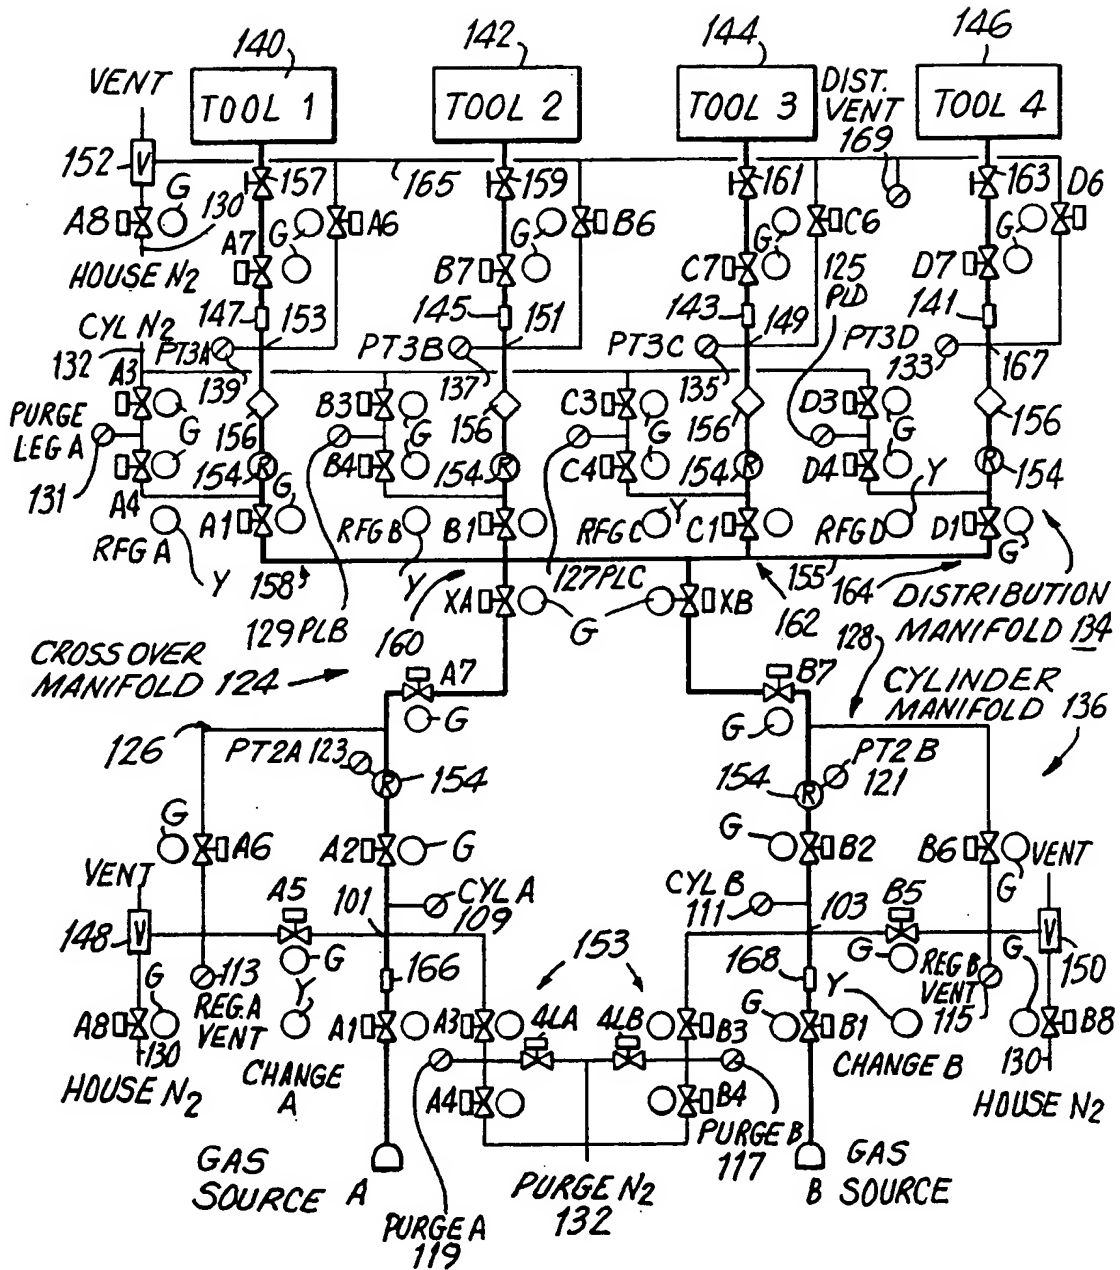 140 142 144 146
VENT TOOL 1 TOOL 2 TOOL 3 DIST. VENT 169 TOOL 4
152 V 157 165 159 161 163 D6
G 130 G G G G
A8 A7 A6 B6 C6
HOUSE N2 B7 C7 125 PLD D7
147 153 145 151 143 149 141
CYL N2
132 PT3A PT3B PT3C PT3D
A3 139 137 135 133 167
PURGE LEG A G B3 G C3 G D3 G
156 156 156 156
131 A4 154 R G B4 154 R C4 154 R D4 Y 154 R
RFG A A1 RFG B B1 RFG C Y C1 RFG D D1 G
Y 158 Y 127 PLC 155 164
129 PLB 160 XA G XB 162 DISTRIBUTION MANIFOLD 134
CROSSOVER MANIFOLD 124 A7 G B7 G 128 CYLINDER MANIFOLD 136
126 PT2A 123 R 154 154 R PT2B 121
G A6 A2 G G B2 B6 G
VENT A5 101 CYL A 109 CYL B 111 103 B5 VENT
148 V G 166 153 168 G G V 150
G 113 REG. A VENT Y 4LA 4LB G Y REG B VENT 115
A8 A1 A3 B3 B1 B8
130 CHANGE A CHANGE B 130
HOUSE N2 A4 B4 HOUSE N2
GAS SOURCE A PURGE N2 132 PURGE B 117 B GAS SOURCE
PURGE A 119